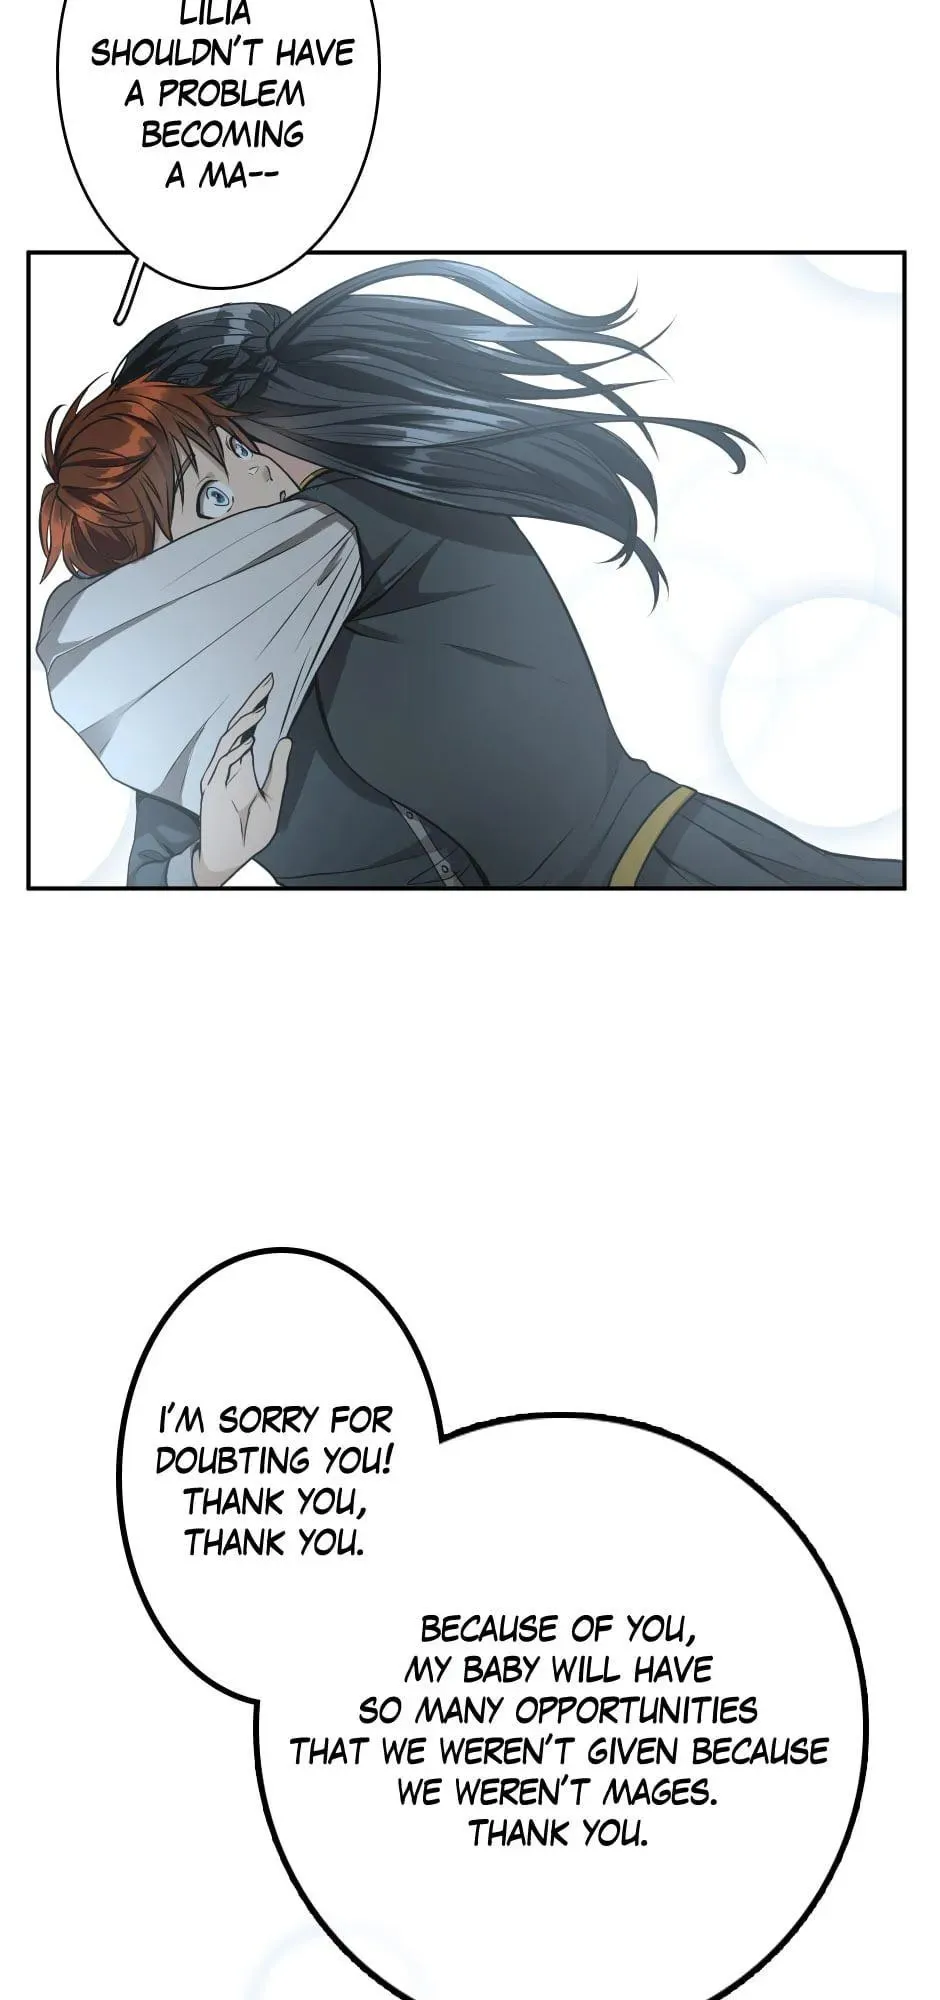 LILIA
SHOULDN'T HAVE
A PROBLEM
BECOMING
A MA--
I'M SORRY FOR
DOUBTING YOU!
THANK YOU,
THANK YOU.
BECAUSE OF YOU,
MY BABY WILL HAVE
SO MANY OPPORTUNITIES
THAT WE WEREN'T GIVEN BECAUSE
WE WEREN'T MAGES.
THANK YOU.